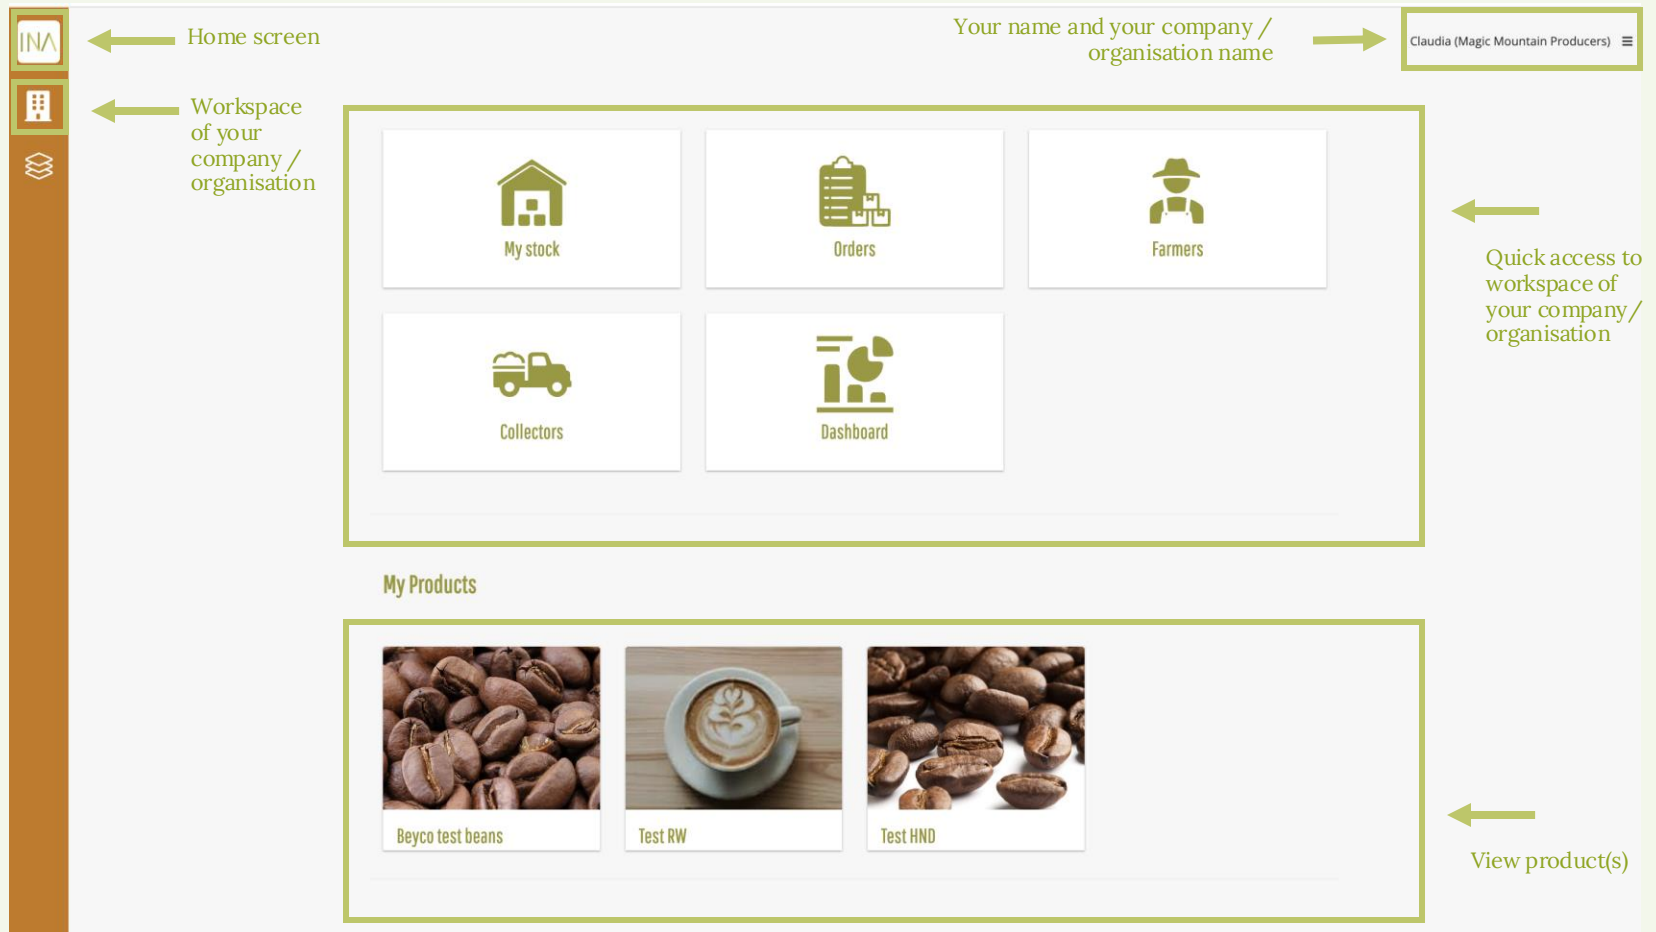 INA
Home screen
Your name and your company /
organisation name
Claudia (Magic Mountain Producers)
Workspace
of your
company /
organisation
My stock
Orders
Farmers
Quick access to
workspace of
your company/
organisation
Collectors
Dashboard
My Products
Beyco test beans
Test RW
Test HND
View product(s)